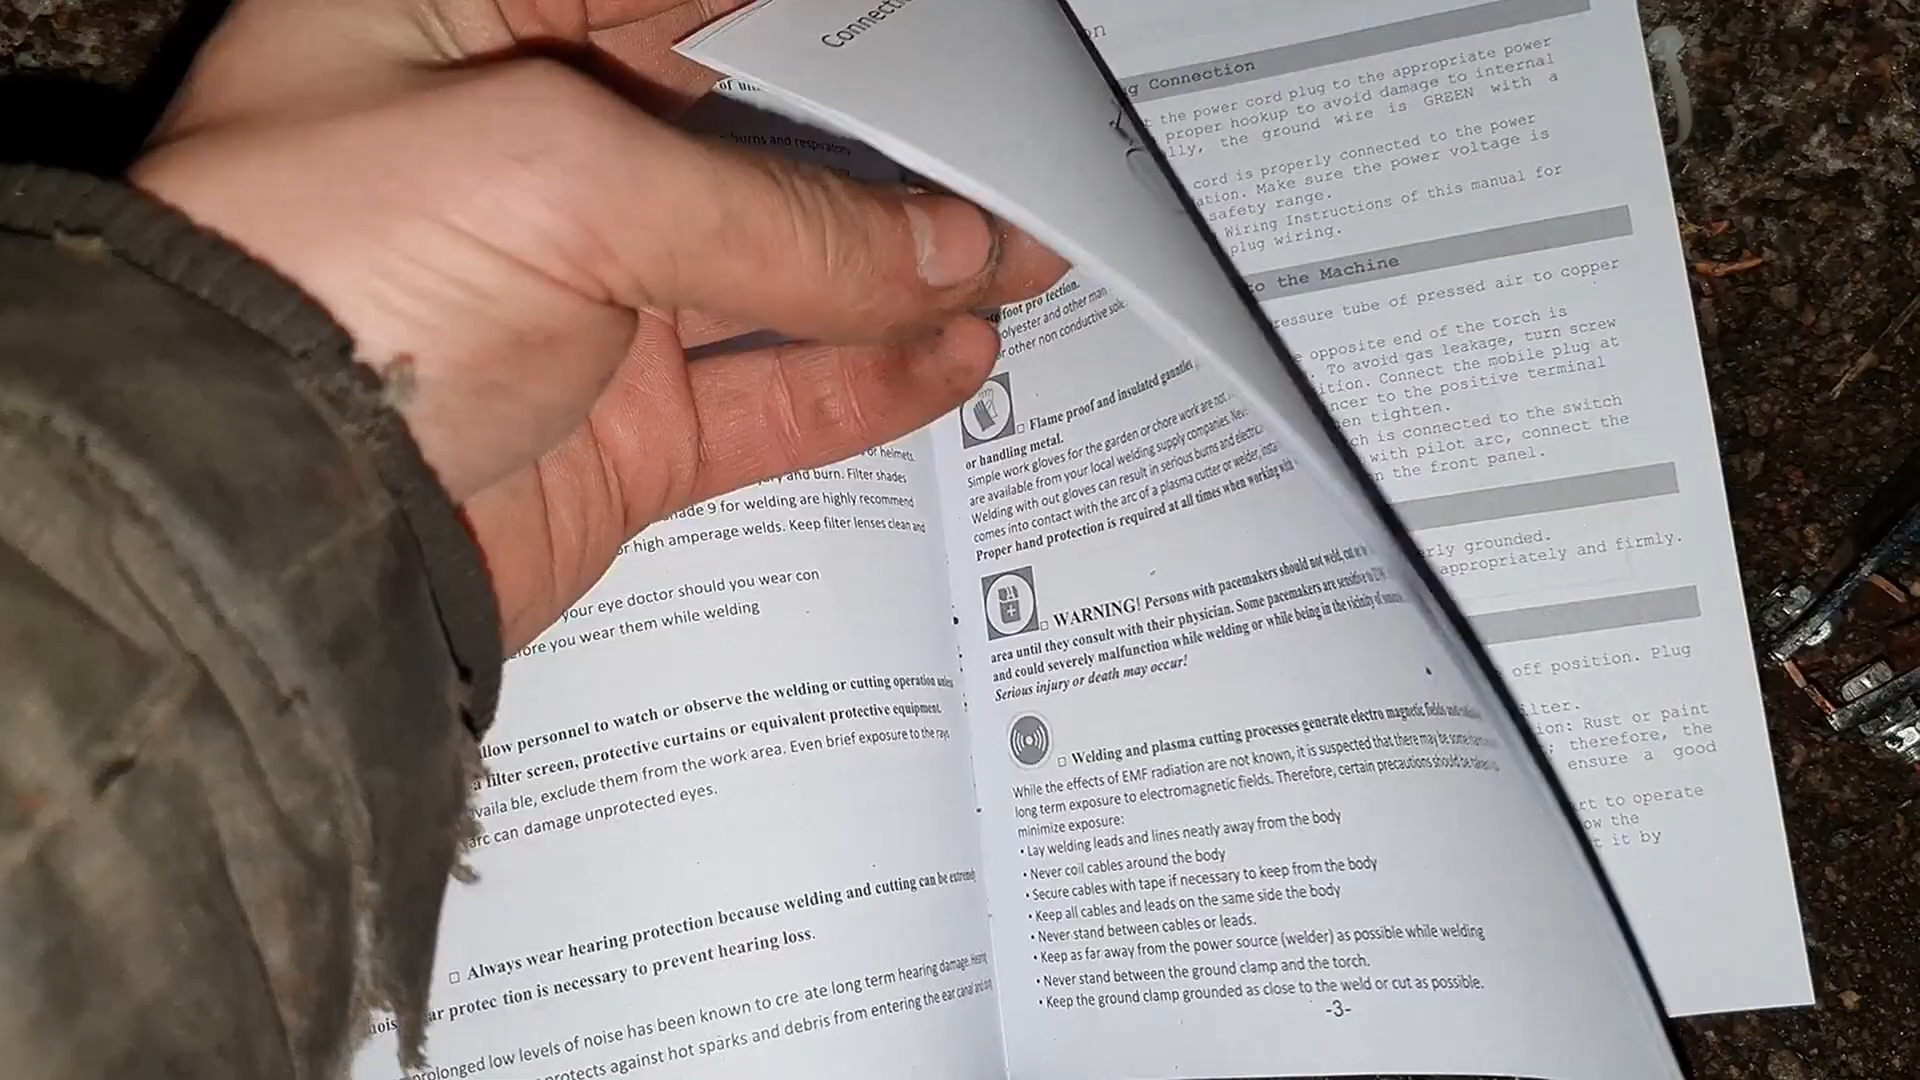 Connecti
burns and respiratory
or helmets.
and burn. Filter shades
hade 9 for welding are highly recommend
or high amperage welds. Keep filter lenses clean and
your eye doctor should you wear con
ore you wear them while welding
llow personnel to watch or observe the welding or cutting operation unless
a filter screen, protective curtains or equivalent protective equipment.
availa ble, exclude them from the work area. Even brief exposure to the rays
arc can damage unprotected eyes.
□ Always wear hearing protection because welding and cutting can be extremely
nois ar protec tion is necessary to prevent hearing loss.
prolonged low levels of noise has been known to cre ate long term hearing damage. Hearing
rotects against hot sparks and debris from entering the ear canal and
foot pro tection.
olyester and other man
or other non conductive sole
□ Flame proof and insulated gauntlet
or handling metal.
Simple work gloves for the garden or chore work are not
are available from your local welding supply companies. Nev
Welding with out gloves can result in serious burns and electric
comes into contact with the arc of a plasma cutter or welder, insta
Proper hand protection is required at all times when working with
□ WARNING! Persons with pacemakers should not weld, cut or
area until they consult with their physician. Some pacemakers are sensitive to EM
and could severely malfunction while welding or while being in the vicinity of
Serious injury or death may occur!
□ Welding and plasma cutting processes generate electro magnetic fields and
While the effects of EMF radiation are not known, it is suspected that there may be some
long term exposure to electromagnetic fields. Therefore, certain precautions should be taken
minimize exposure:
• Lay welding leads and lines neatly away from the body
• Never coil cables around the body
• Secure cables with tape if necessary to keep from the body
• Keep all cables and leads on the same side the body
• Never stand between cables or leads.
• Keep as far away from the power source (welder) as possible while welding
• Never stand between the ground clamp and the torch.
• Keep the ground clamp grounded as close to the weld or cut as possible.
-3-
on
g Connection
t the power cord plug to the appropriate power
proper hookup to avoid damage to internal
lly, the ground wire is GREEN with a
cord is properly connected to the power
ation. Make sure the power voltage is
safety range.
Wiring Instructions of this manual for
plug wiring.
o the Machine
ressure tube of pressed air to copper
e opposite end of the torch is
. To avoid gas leakage, turn screw
ition. Connect the mobile plug at
ncer to the positive terminal
en tighten.
ch is connected to the switch
with pilot arc, connect the
n the front panel.
rly grounded.
appropriately and firmly.
off position. Plug
ilter.
ion: Rust or paint
; therefore, the
ensure a good
rt to operate
ow the
t it by